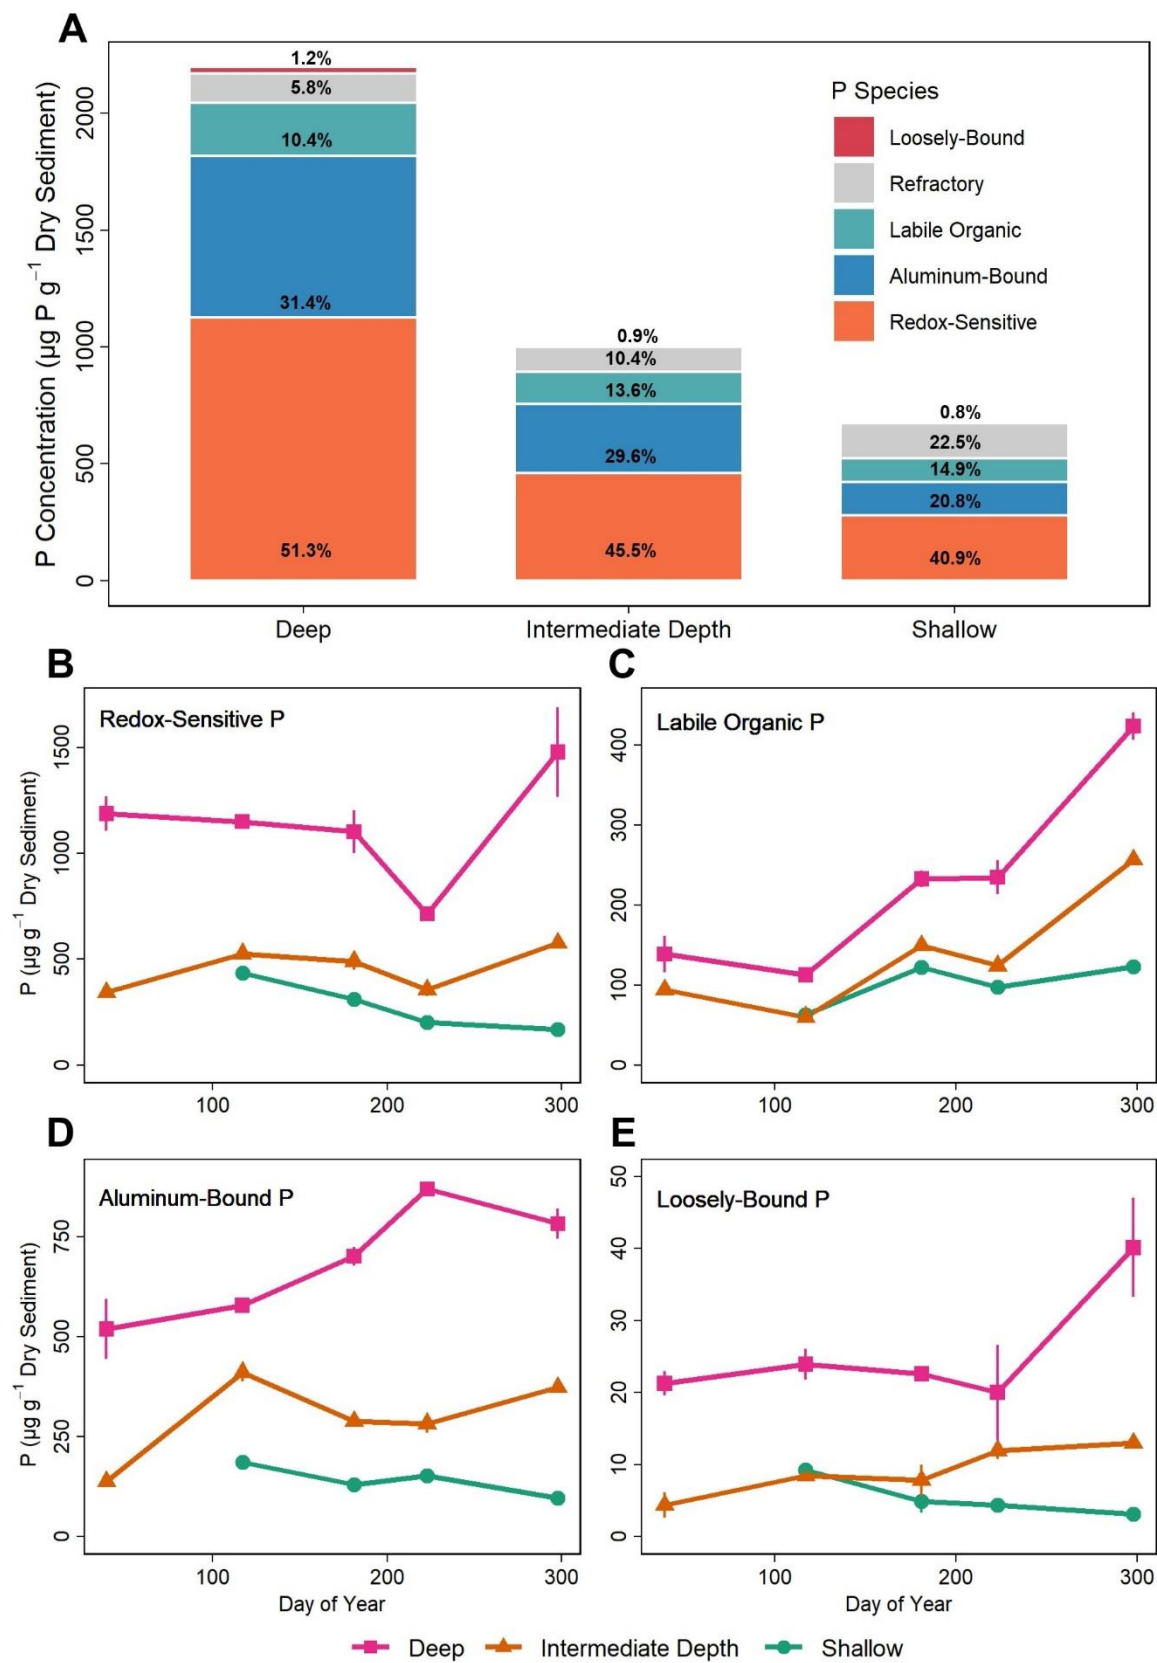 A
P Concentration (µg P g⁻¹ Dry Sediment)
0
500
1000
1500
2000
1.2%
5.8%
10.4%
31.4%
51.3%
0.9%
10.4%
13.6%
29.6%
45.5%
0.8%
22.5%
14.9%
20.8%
40.9%
P Species
Loosely-Bound
Refractory
Labile Organic
Aluminum-Bound
Redox-Sensitive
Deep
Intermediate Depth
Shallow
B
Redox-Sensitive P
P (µg g⁻¹ Dry Sediment)
0
500
1000
1500
100
200
300
C
Labile Organic P
0
100
200
300
400
100
200
300
D
Aluminum-Bound P
P (µg g⁻¹ Dry Sediment)
0
250
500
750
100
200
300
Day of Year
E
Loosely-Bound P
0
10
20
30
40
50
100
200
300
Day of Year
Deep
Intermediate Depth
Shallow